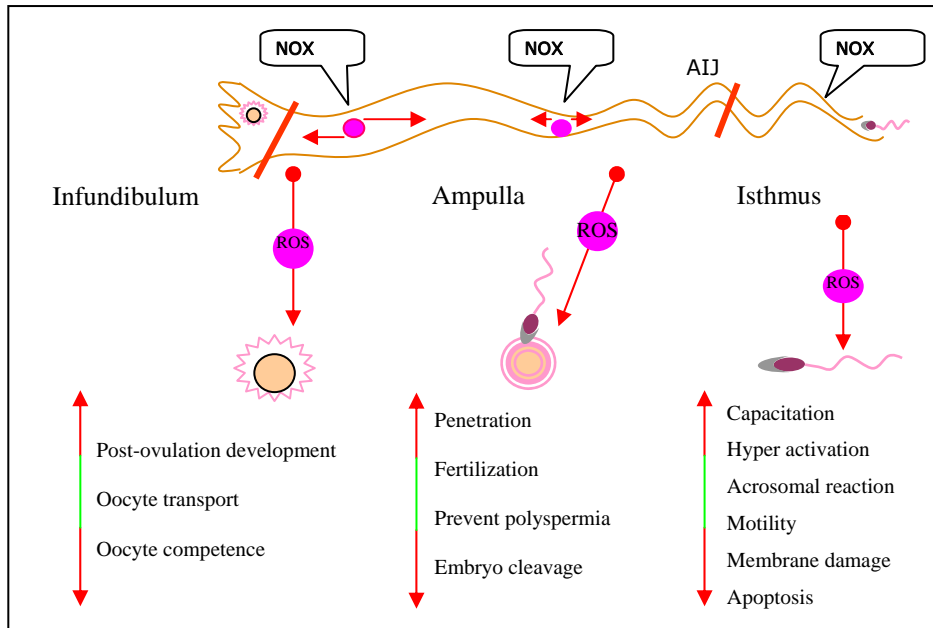 NOX
NOX
AIJ
NOX
Infundibulum
Ampulla
Isthmus
ROS
ROS
ROS
Post-ovulation development
Oocyte transport
Oocyte competence
Penetration
Fertilization
Prevent polyspermia
Embryo cleavage
Capacitation
Hyper activation
Acrosomal reaction
Motility
Membrane damage
Apoptosis